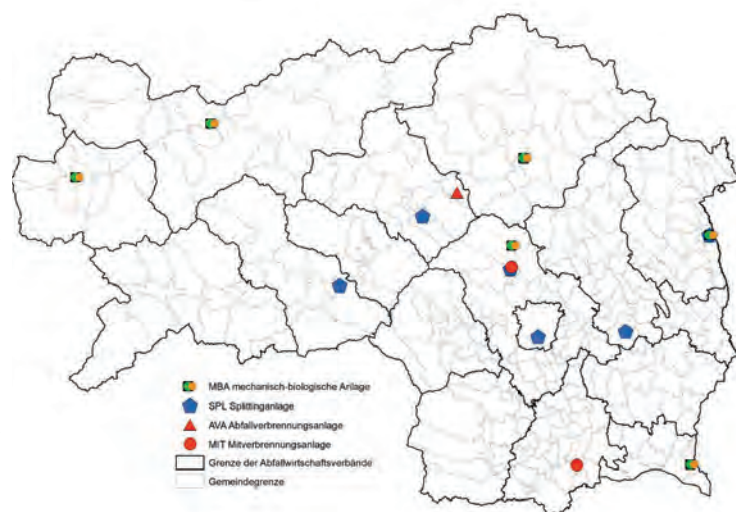 MBA mechanisch-biologische Anlage
SPL Splittinganlage
AVA Abfallverbrennungsanlage
MIT Mitverbrennungsanlage
Grenze der Abfallwirtschaftsverbände
Gemeindegrenze